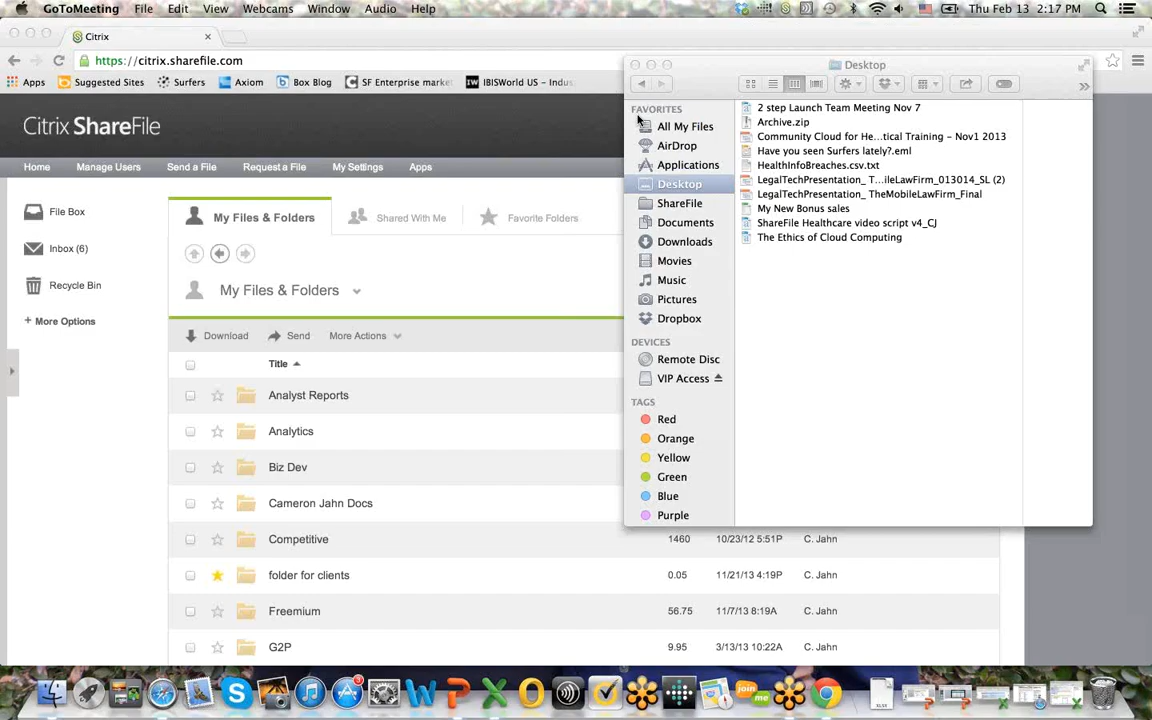 GoToMeeting File Edit View Webcams Window Audio Help Thu Feb 13 2:17 PM
Citrix
https://citrix.sharefile.com
Apps Suggested Sites Surfers Axiom Box Blog SF Enterprise marke IBISWorld US - Indus
Citrix ShareFile
Home Manage Users Send a File Request a File My Settings Apps
File Box
Inbox (6)
Recycle Bin
+ More Options
My Files & Folders Shared With Me Favorite Folders
My Files & Folders
Download Send More Actions
Title
Analyst Reports
Analytics
Biz Dev
Cameron Jahn Docs
Competitive 1460 10/23/12 5:51P C. Jahn
folder for clients 0.05 11/21/13 4:19P C. Jahn
Freemium 56.75 11/7/13 8:19A C. Jahn
G2P 9.95 3/13/13 10:22A C. Jahn
Desktop
FAVORITES
All My Files
AirDrop
Applications
Desktop
ShareFile
Documents
Downloads
Movies
Music
Pictures
Dropbox
DEVICES
Remote Disc
VIP Access
TAGS
Red
Orange
Yellow
Green
Blue
Purple
2 step Launch Team Meeting Nov 7
Archive.zip
Community Cloud for He...tical Training - Nov1 2013
Have you seen Surfers lately?.eml
HealthInfoBreaches.csv.txt
LegalTechPresentation_ T...ileLawFirm_013014_SL (2)
LegalTechPresentation_ TheMobileLawFirm_Final
My New Bonus sales
ShareFile Healthcare video script v4_CJ
The Ethics of Cloud Computing